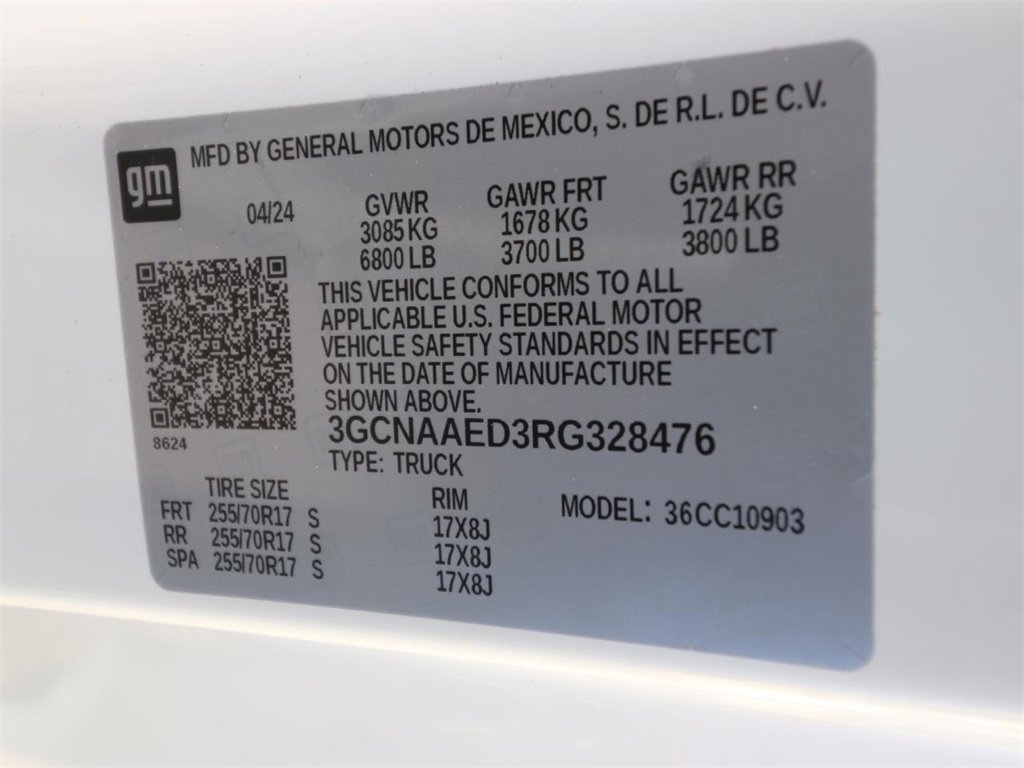 gm
MFD BY GENERAL MOTORS DE MEXICO, S. DE R.L. DE C.V.
04/24
GVWR GAWR FRT GAWR RR
3085 KG 1678 KG 1724 KG
6800 LB 3700 LB 3800 LB
THIS VEHICLE CONFORMS TO ALL
APPLICABLE U.S. FEDERAL MOTOR
VEHICLE SAFETY STANDARDS IN EFFECT
ON THE DATE OF MANUFACTURE
SHOWN ABOVE.
8624
3GCNAAED3RG328476
TYPE: TRUCK
TIRE SIZE RIM MODEL: 36CC10903
FRT 255/70R17 S 17X8J
RR 255/70R17 S 17X8J
SPA 255/70R17 S 17X8J